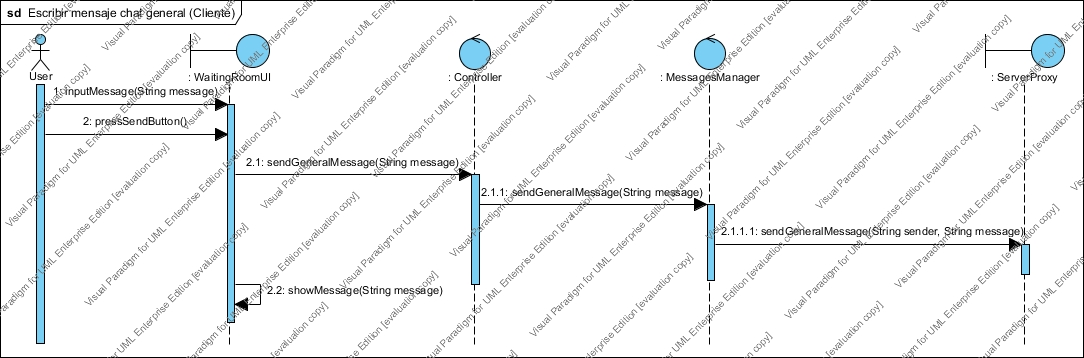 sd Escribir mensaje chat general (Cliente)
User
: WaitingRoomUI
: Controller
: MessagesManager
: ServerProxy
1: inputMessage(String message)
2: pressSendButton()
2.1: sendGeneralMessage(String message)
2.1.1: sendGeneralMessage(String message)
2.1.1.1: sendGeneralMessage(String sender, String message)
2.2: showMessage(String message)
Visual Paradigm for UML Enterprise Edition [evaluation copy]